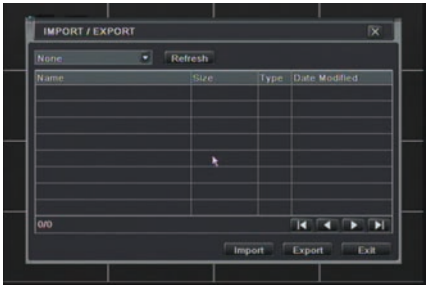 IMPORT / EXPORT X
None Refresh
Name Size Type Date Modified
0/0
Import Export Exit